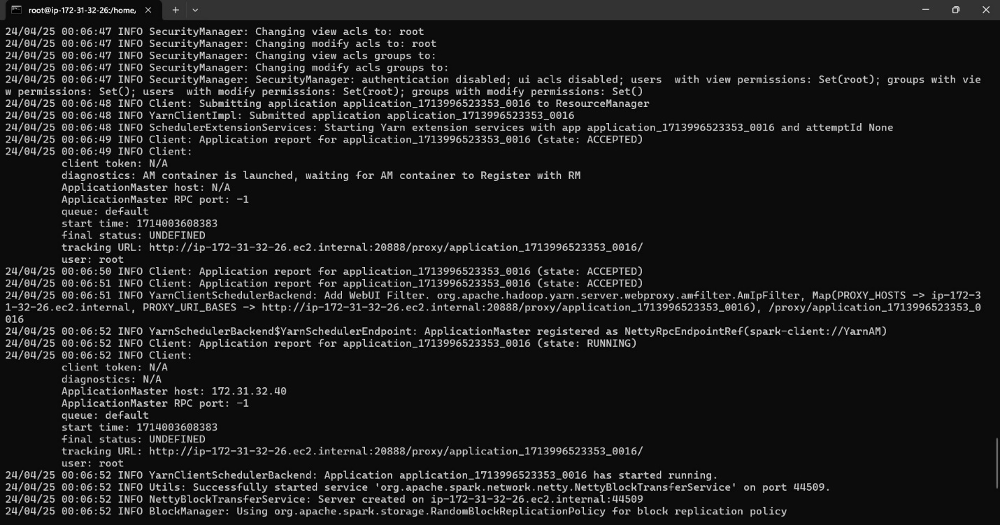 root@ip-172-31-32-26:/home,
24/04/25 00:06:47 INFO SecurityManager: Changing view acls to: root
24/04/25 00:06:47 INFO SecurityManager: Changing modify acls to: root
24/04/25 00:06:47 INFO SecurityManager: Changing view acls groups to:
24/04/25 00:06:47 INFO SecurityManager: Changing modify acls groups to:
24/04/25 00:06:47 INFO SecurityManager: SecurityManager: authentication disabled; ui acls disabled; users  with view permissions: Set(root); groups with vie
w permissions: Set(); users  with modify permissions: Set(root); groups with modify permissions: Set()
24/04/25 00:06:48 INFO Client: Submitting application application_1713996523353_0016 to ResourceManager
24/04/25 00:06:48 INFO YarnClientImpl: Submitted application application_1713996523353_0016
24/04/25 00:06:48 INFO SchedulerExtensionServices: Starting Yarn extension services with app application_1713996523353_0016 and attemptId None
24/04/25 00:06:49 INFO Client: Application report for application_1713996523353_0016 (state: ACCEPTED)
24/04/25 00:06:49 INFO Client:
client token: N/A
diagnostics: AM container is launched, waiting for AM container to Register with RM
ApplicationMaster host: N/A
ApplicationMaster RPC port: -1
queue: default
start time: 1714003608383
final status: UNDEFINED
tracking URL: http://ip-172-31-32-26.ec2.internal:20888/proxy/application_1713996523353_0016/
user: root
24/04/25 00:06:50 INFO Client: Application report for application_1713996523353_0016 (state: ACCEPTED)
24/04/25 00:06:51 INFO Client: Application report for application_1713996523353_0016 (state: ACCEPTED)
24/04/25 00:06:51 INFO YarnClientSchedulerBackend: Add WebUI Filter. org.apache.hadoop.yarn.server.webproxy.amfilter.AmIpFilter, Map(PROXY_HOSTS -> ip-172-3
1-32-26.ec2.internal, PROXY_URI_BASES -> http://ip-172-31-32-26.ec2.internal:20888/proxy/application_1713996523353_0016), /proxy/application_1713996523353_0
016
24/04/25 00:06:52 INFO YarnSchedulerBackend$YarnSchedulerEndpoint: ApplicationMaster registered as NettyRpcEndpointRef(spark-client://YarnAM)
24/04/25 00:06:52 INFO Client: Application report for application_1713996523353_0016 (state: RUNNING)
24/04/25 00:06:52 INFO Client:
client token: N/A
diagnostics: N/A
ApplicationMaster host: 172.31.32.40
ApplicationMaster RPC port: -1
queue: default
start time: 1714003608383
final status: UNDEFINED
tracking URL: http://ip-172-31-32-26.ec2.internal:20888/proxy/application_1713996523353_0016/
user: root
24/04/25 00:06:52 INFO YarnClientSchedulerBackend: Application application_1713996523353_0016 has started running.
24/04/25 00:06:52 INFO Utils: Successfully started service 'org.apache.spark.network.netty.NettyBlockTransferService' on port 44509.
24/04/25 00:06:52 INFO NettyBlockTransferService: Server created on ip-172-31-32-26.ec2.internal:44509
24/04/25 00:06:52 INFO BlockManager: Using org.apache.spark.storage.RandomBlockReplicationPolicy for block replication policy